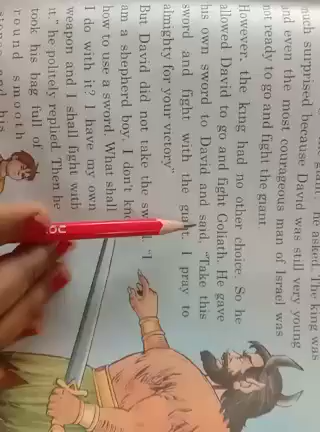 he asked. The king was
much surprised because David was still very young
and even the most courageous man of Israel was
not ready to go and fight the giant
However, the king had no other choice. So he
allowed David to go and fight Goliath. He gave
his own sword to David and said, "Take this
sword and fight with the giant. I pray to
almighty for your victory"
But David did not take the "I
am a shepherd boy. I don't
how to use a sword. What shall
I do with it? I have my own
weapon and I shall fight with
it." he politely replied. Then he
took his bag full of
round smooth
and his